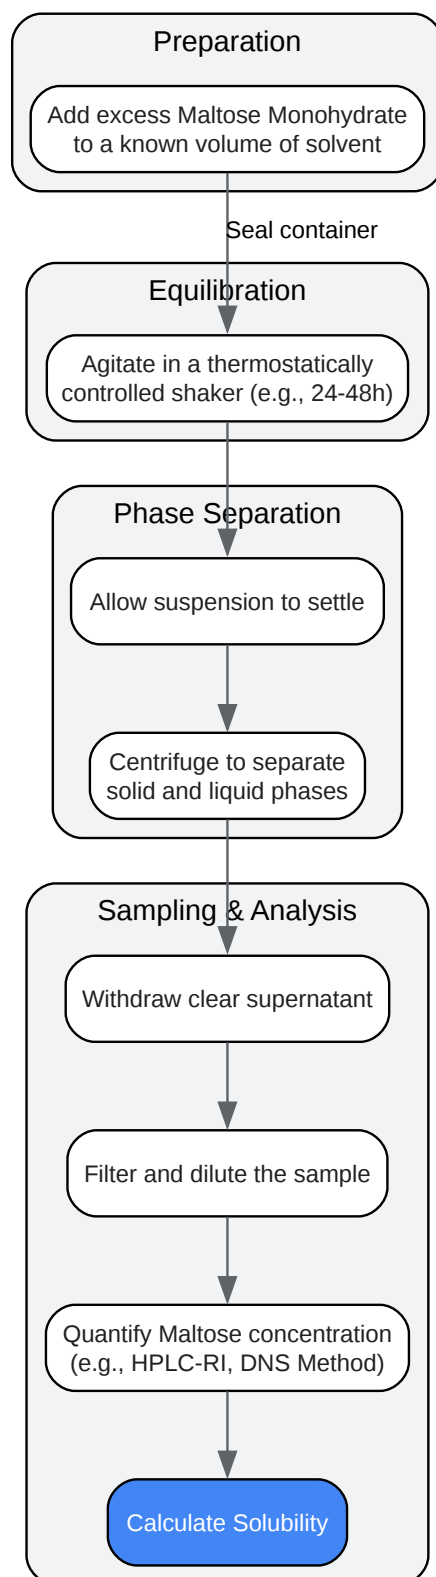 Preparation
Add excess Maltose Monohydrate
to a known volume of solvent
Seal container
Equilibration
Agitate in a thermostatically
controlled shaker (e.g., 24-48h)
Phase Separation
Allow suspension to settle
Centrifuge to separate
solid and liquid phases
Sampling & Analysis
Withdraw clear supernatant
Filter and dilute the sample
Quantify Maltose concentration
(e.g., HPLC-RI, DNS Method)
Calculate Solubility